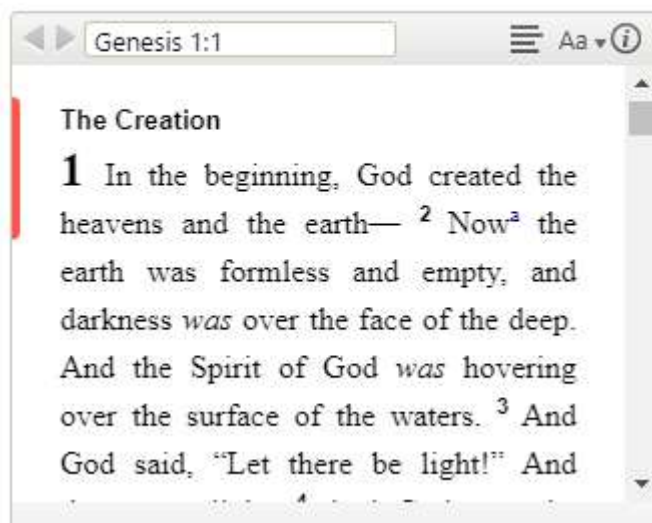 Genesis 1:1 Aa
The Creation
1 In the beginning, God created the
heavens and the earth— 2 Nowa the
earth was formless and empty, and
darkness was over the face of the deep.
And the Spirit of God was hovering
over the surface of the waters. 3 And
God said, “Let there be light!” And